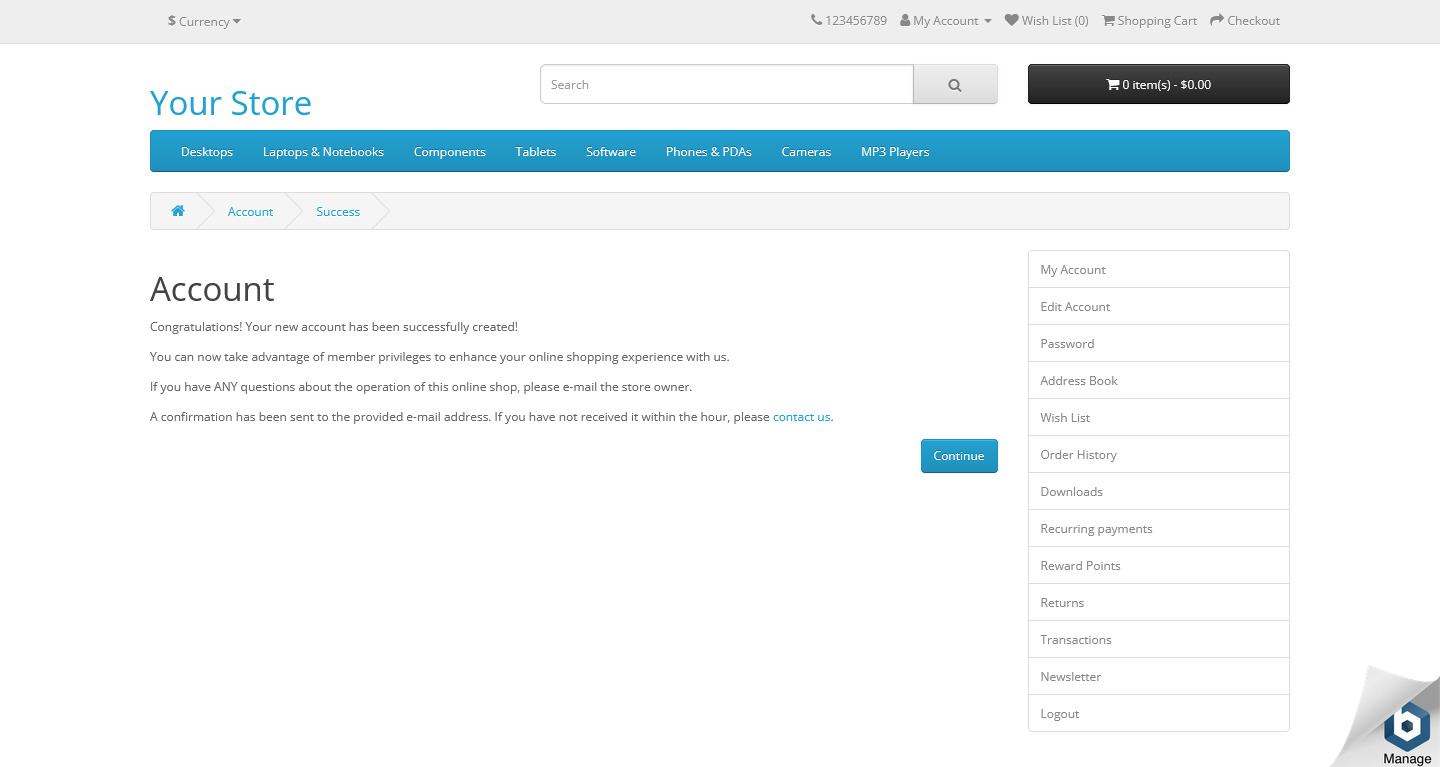 $ Currency
123456789 My Account Wish List (0) Shopping Cart Checkout
Your Store
Search
0 item(s) - $0.00
Desktops Laptops & Notebooks Components Tablets Software Phones & PDAs Cameras MP3 Players
Account Success
Account
Congratulations! Your new account has been successfully created!
You can now take advantage of member privileges to enhance your online shopping experience with us.
If you have ANY questions about the operation of this online shop, please e-mail the store owner.
A confirmation has been sent to the provided e-mail address. If you have not received it within the hour, please contact us.
Continue
My Account
Edit Account
Password
Address Book
Wish List
Order History
Downloads
Recurring payments
Reward Points
Returns
Transactions
Newsletter
Logout
Manage